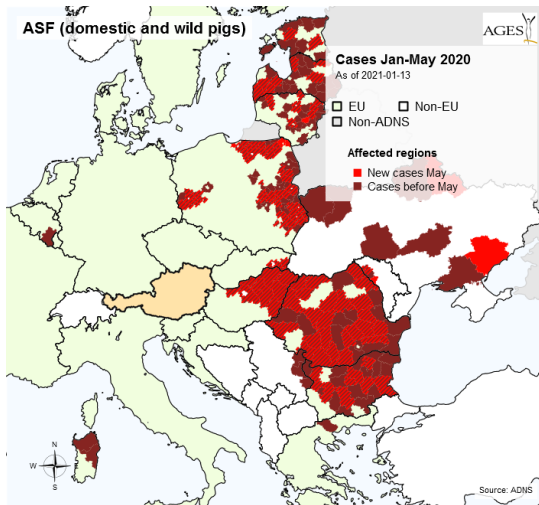 ASF (domestic and wild pigs)
AGES
Cases Jan-May 2020
As of 2021-01-13
EU
Non-EU
Non-ADNS
Affected regions
New cases May
Cases before May
N
W
E
S
Source: ADNS